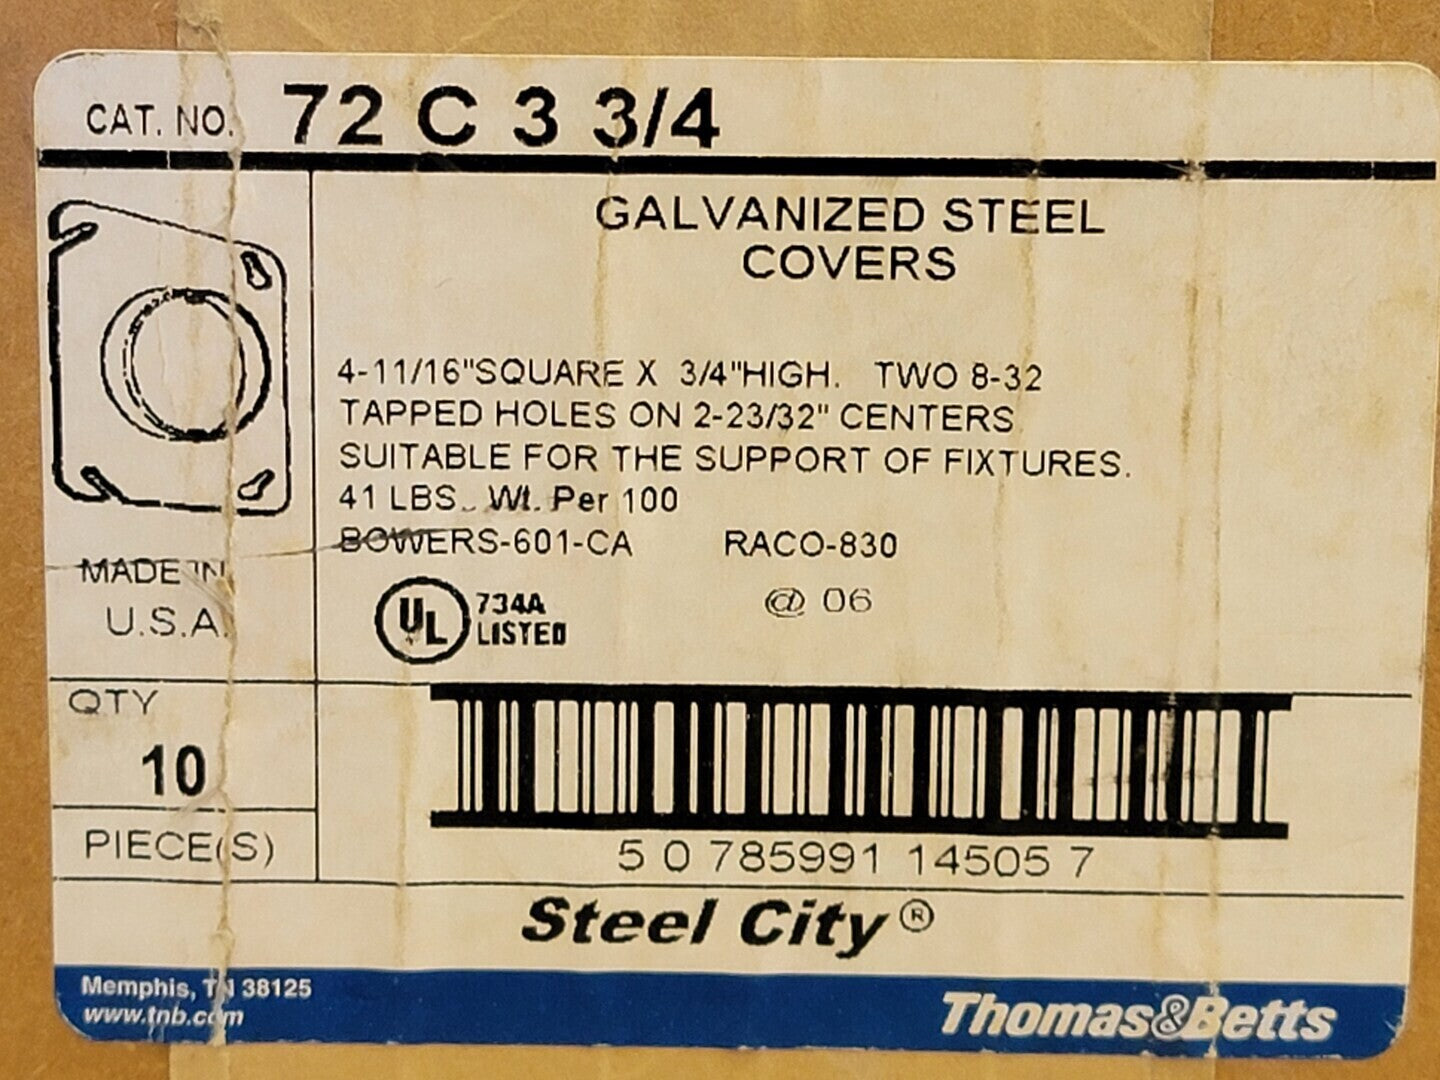 CAT. NO. 72 C 3 3/4
GALVANIZED STEEL
COVERS
4-11/16"SQUARE X 3/4"HIGH. TWO 8-32
TAPPED HOLES ON 2-23/32" CENTERS
SUITABLE FOR THE SUPPORT OF FIXTURES.
41 LBS. Wt. Per 100
BOWERS-601-CA RACO-830
@ 06
UL 734A
LISTED
MADE IN
U.S.A.
QTY
10
PIECE(S)
5 0 785991 14505 7
Steel City®
Memphis, TN 38125
www.tnb.com
Thomas&Betts